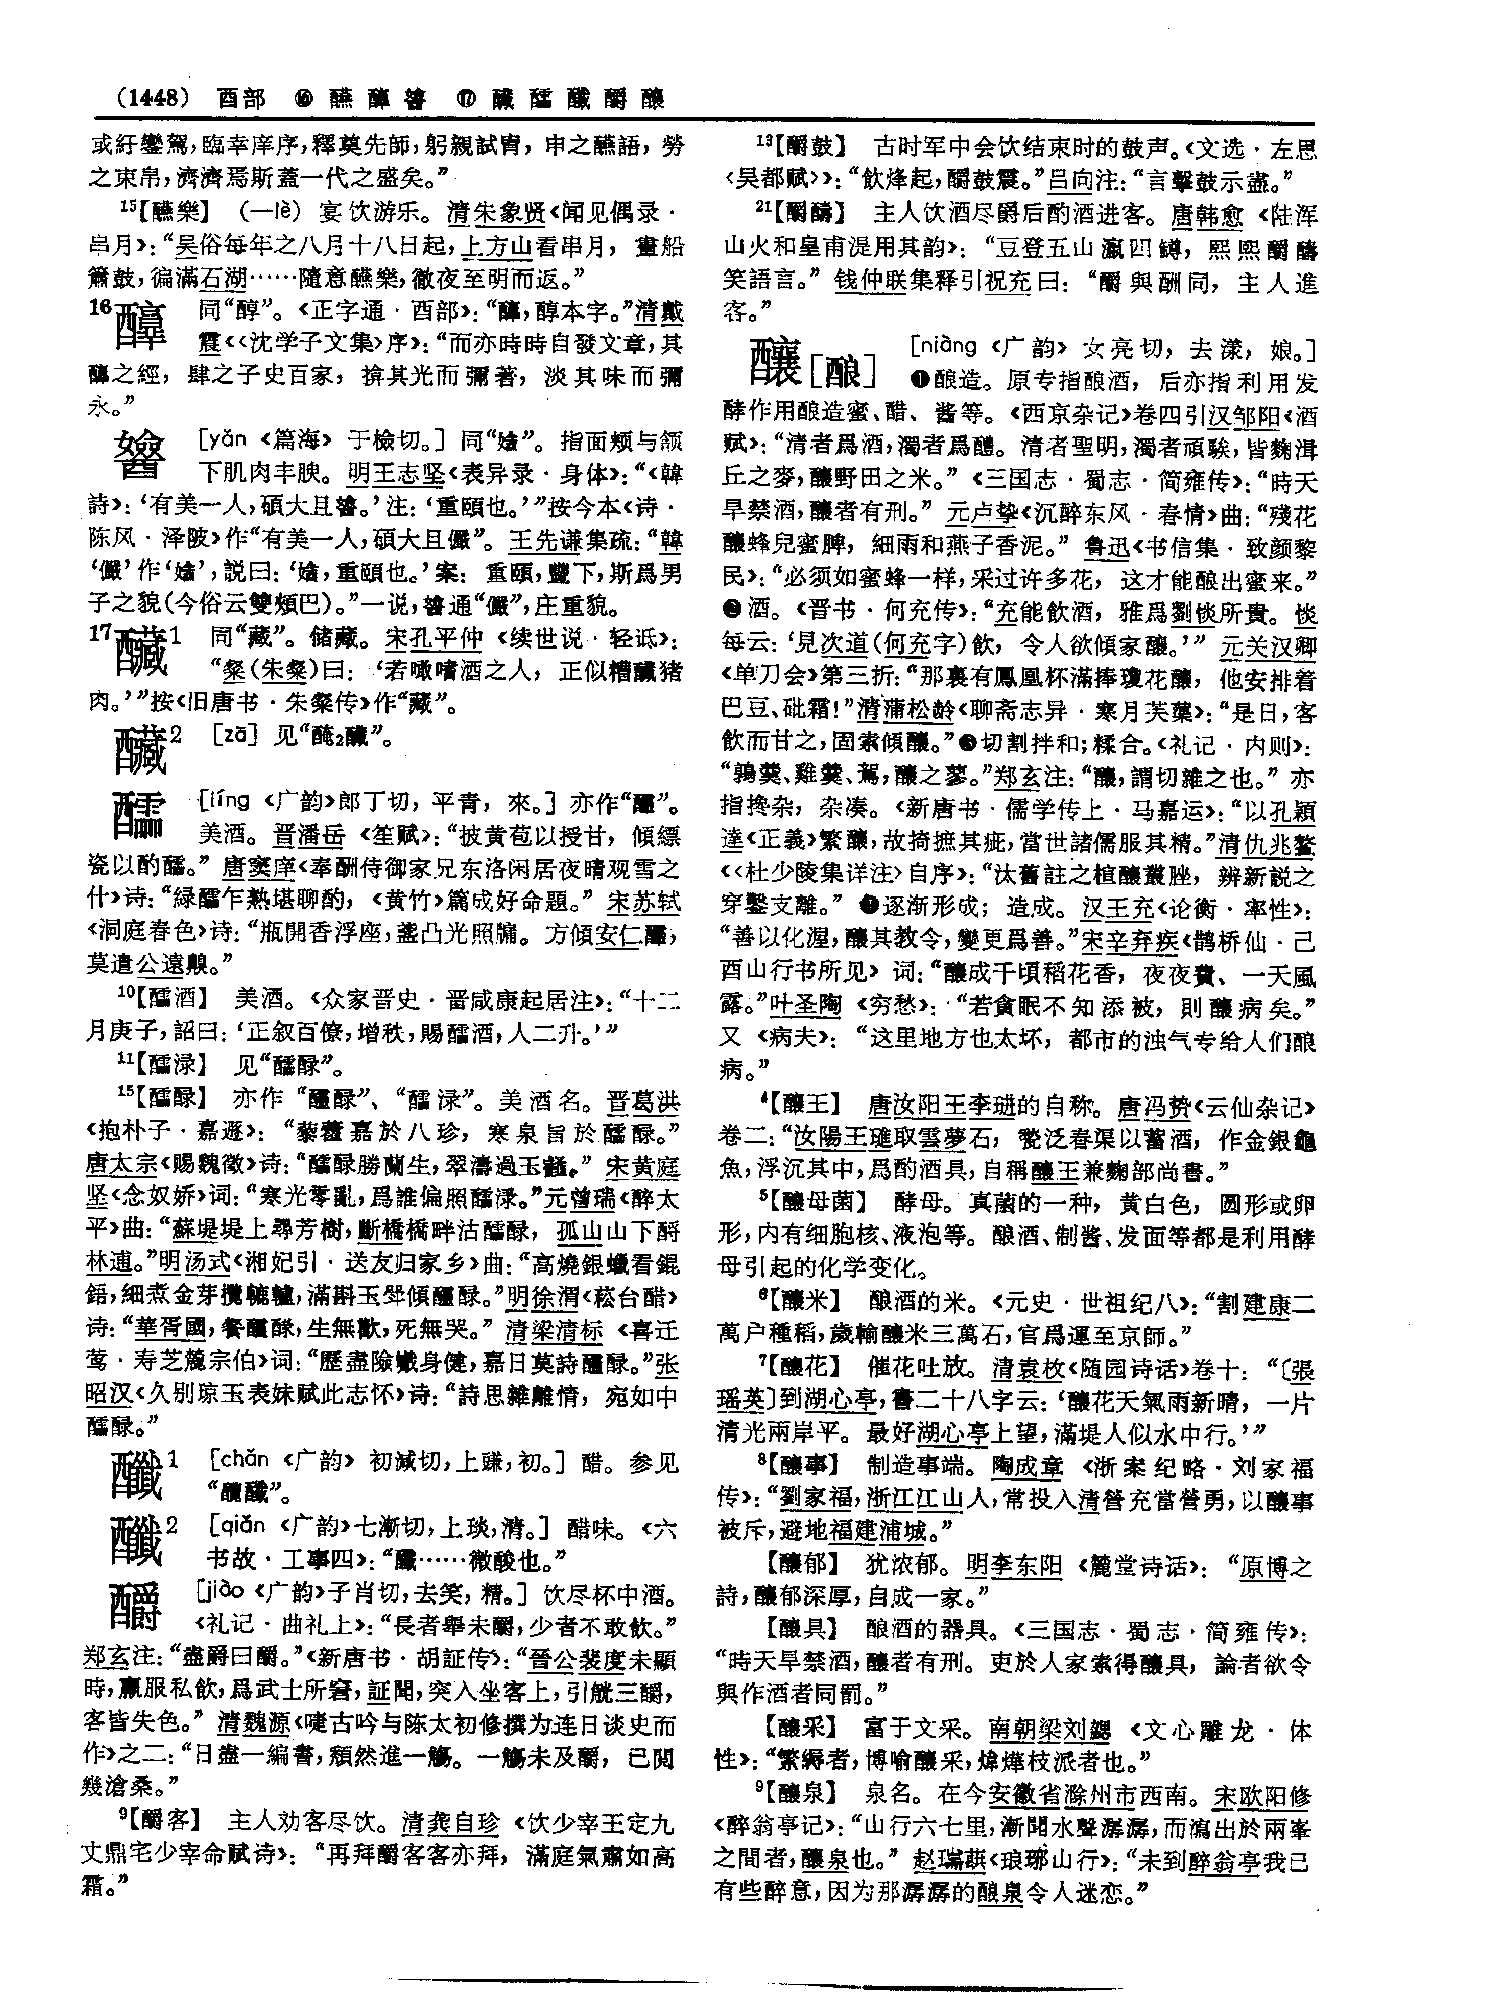 （1448） 酉部 ⓰ 醼 𨣸 𨣻 ⓱ 醼 醽 醶 釂 釀
或紆鑾駕，臨幸庠序，釋奠先師，躬親試胄，申之醼語，勞
之束帛，濟濟焉斯蓋一代之盛矣。”
15【醼樂】 （—lè） 宴饮游乐。清朱象贤《闻见偶录·
串月》：“吴俗每年之八月十八日起，上方山看串月，畫船
簫鼓，徧滿石湖……隨意醼樂，徹夜至明而返。”
16 同“醇”。《正字通·酉部》：“，醇本字。”清戴
震《〈沈学子文集〉序》：“而亦時時自發文章，其
之經，肆之子史百家，揜其光而彌著，淡其味而彌
永。”
[yǎn 《篇海》 于檢切。] 同“㜝”。指面颊与颔
下肌肉丰腴。明王志坚《表异录·身体》：“《韓
詩》：‘有美一人，碩大且。’注：‘重頤也。’”按今本《诗·
陈风·泽陂》作“有美一人，碩大且儼”。王先谦集疏：“韓
‘儼’作‘㜝’，説曰：‘㜝，重頤也。’案：重頤，豐下，斯爲男
子之貌（今俗云雙頰巴）。”一说，通“儼”，庄重貌。
17 1 同“藏”。储藏。宋孔平仲《续世说·轻诋》：
“粲（朱粲）曰：‘若噉嗜酒之人，正似糟猪
肉。’”按《旧唐书·朱粲传》作“藏”。
2 [zā] 见“醃₂”。
醽 [líng 《广韵》郎丁切，平青，來。] 亦作“”。
美酒。晋潘岳《笙赋》：“披黄苞以授甘，傾縹
瓷以酌醽。”唐窦庠《奉酬侍御家兄东洛闲居夜晴观雪之
什》诗：“緑醽乍熟堪聊酌，《黄竹》篇成好命題。”宋苏轼
《洞庭春色》诗：“瓶開香浮座，盞凸光照牖。方傾安仁醽，
莫遣公遠齅。”
10【醽酒】 美酒。《众家晋史·晋咸康起居注》：“十二
月庚子，詔曰：‘正叙百僚，增秩，賜醽酒，人二升。’”
11【醽渌】 见“醽醁”。
15【醽醁】 亦作“醁”、“醽渌”。美酒名。晋葛洪
《抱朴子·嘉遯》：“藜藿嘉於八珍，寒泉旨於醽醁。”
唐太宗《赐魏徵》诗：“醽醁勝蘭生，翠濤過玉薤。”宋黄庭
坚《念奴娇》词：“寒光零亂，爲誰偏照醽渌。”元曾瑞《醉太
平》曲：“蘇堤堤上尋芳樹，斷橋橋畔沽醽醁，孤山山下酹
林逋。”明汤式《湘妃引·送友归家乡》曲：“高燒銀蠟看錕
鋙，細煮金芽攪轆轤，滿斟玉斝傾醁。”明徐渭《菘台醋》
诗：“華胥國，餐醁，生無歡，死無哭。”清梁清标《喜迁
莺·寿芝麓宗伯》词：“歷盡險巇身健，嘉日莫詩醁。”张
昭汉《久别琼玉表妹赋此志怀》诗：“詩思雜離情，宛如中
醽醁。”
1 [chǎn 《广韵》初减切，上豏，初。] 醋。参见
“”。
2 [qiǎn 《广韵》七渐切，上琰，清。] 醋味。《六
书故·工事四》：“……微酸也。”
釂 [jiào 《广韵》子肖切，去笑，精。] 饮尽杯中酒。
《礼记·曲礼上》：“長者舉未釂，少者不敢飲。”
郑玄注：“盡爵曰釂。”《新唐书·胡証传》：“晉公裴度未顯
時，羸服私飲，爲武士所窘，証聞，突入坐客上，引觥三釂，
客皆失色。”清魏源《嚏古吟与陈太初修撰为连日谈史而
作》之二：“日盡一編書，頹然進一觴。一觴未及釂，已閲
幾滄桑。”
9【釂客】 主人劝客尽饮。清龚自珍《饮少宰王定九
丈鼎宅少宰命赋诗》：“再拜釂客客亦拜，滿庭氣肅如高
霜。”
13【釂鼓】 古时军中会饮结束时的鼓声。《文选·左思
〈吴都赋〉》：“飲烽起，釂鼓震。”吕向注：“言擊鼓示盡。”
21【釂醻】 主人饮酒尽爵后酌酒进客。唐韩愈《陆浑
山火和皇甫湜用其韵》：“豆登五山瀛四罇，熙熙釂醻
笑語言。”钱仲联集释引祝充曰：“釂與酬同，主人進
客。”
釀[酿] [niàng 《广韵》女亮切，去漾，娘。]
❶酿造。原专指酿酒，后亦指利用发
酵作用酿造蜜、醋、酱等。《西京杂记》卷四引汉邹阳《酒
赋》：“清者爲酒，濁者爲醴。清者聖明，濁者頑騃，皆麴湒
丘之麥，釀野田之米。”《三国志·蜀志·简雍传》：“時天
旱禁酒，釀者有刑。”元卢挚《沉醉东风·春情》曲：“殘花
釀蜂兒蜜脾，細雨和燕子香泥。”鲁迅《书信集·致颜黎
民》：“必须如蜜蜂一样，采过许多花，这才能酿出蜜来。”
❷酒。《晋书·何充传》：“充能飲酒，雅爲劉惔所貴。惔
每云：‘見次道（何充字）飲，令人欲傾家釀。’”元关汉卿
《单刀会》第三折：“那裏有鳳凰杯滿捧瓊花釀，他安排着
巴豆、砒霜！”清蒲松龄《聊斋志异·寒月芙蕖》：“是日，客
飲而甘之，固索傾釀。”❸切割拌和；糅合。《礼记·内则》：
“鶉羹、雞羹、鴽，釀之蓼。”郑玄注：“釀，謂切雜之也。”亦
指搀杂，杂凑。《新唐书·儒学传上·马嘉运》：“以孔穎
達《正義》繁釀，故掎摭其疵，當世諸儒服其精。”清仇兆鳌
《〈杜少陵集详注〉自序》：“汰舊註之楦釀叢脞，辨新説之
穿鑿支離。”❹逐渐形成；造成。汉王充《论衡·率性》：
“善以化渥，釀其教令，變更爲善。”宋辛弃疾《鹊桥仙·己
酉山行书所见》词：“釀成千頃稻花香，夜夜費、一天風
露。”叶圣陶《穷愁》：“若貪眠不知添被，則釀病矣。”
又《病夫》：“这里地方也太坏，都市的浊气专给人们酿
病。”
4【釀王】 唐汝阳王李琎的自称。唐冯贽《云仙杂记》
卷二：“汝陽王璡取雲夢石，甃泛春渠以蓄酒，作金銀龜
魚，浮沉其中，爲酌酒具，自稱釀王兼麴部尚書。”
5【釀母菌】 酵母。真菌的一种，黄白色，圆形或卵
形，内有细胞核、液泡等。酿酒、制酱、发面等都是利用酵
母引起的化学变化。
6【釀米】 酿酒的米。《元史·世祖纪八》：“割建康二
萬户種稻，歲輸釀米三萬石，官爲運至京師。”
7【釀花】 催花吐放。清袁枚《随园诗话》卷十：“〔張
瑶英〕到湖心亭，書二十八字云：‘釀花天氣雨新晴，一片
清光兩岸平。最好湖心亭上望，滿堤人似水中行。’”
8【釀事】 制造事端。陶成章《浙案纪略·刘家福
传》：“劉家福，浙江江山人，常投入清營充當營勇，以釀事
被斥，避地福建浦城。”
【釀郁】 犹浓郁。明李东阳《麓堂诗话》：“原博之
詩，釀郁深厚，自成一家。”
【釀具】 酿酒的器具。《三国志·蜀志·简雍传》：
“時天旱禁酒，釀者有刑。吏於人家索得釀具，論者欲令
與作酒者同罰。”
【釀采】 富于文采。南朝梁刘勰《文心雕龙·体
性》：“繁縟者，博喻釀采，煒燁枝派者也。”
9【釀泉】 泉名。在今安徽省滁州市西南。宋欧阳修
《醉翁亭记》：“山行六七里，漸聞水聲潺潺，而瀉出於兩峯
之間者，釀泉也。”赵瑞蕻《琅琊山行》：“未到醉翁亭我已
有些醉意，因为那潺潺的酿泉令人迷恋。”